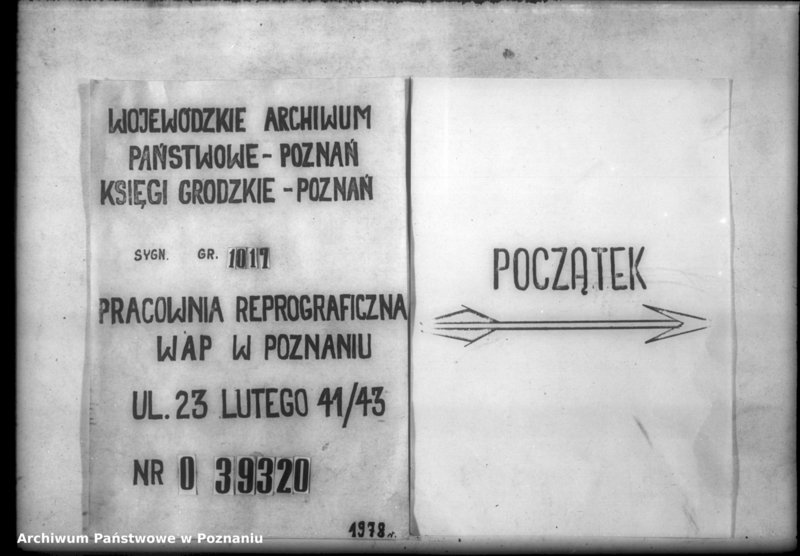 WOJEWÓDZKIE ARCHIWUM
PAŃSTWOWE - POZNAŃ
KSIĘGI GRODZKIE - POZNAŃ
SYGN. GR. 1017
PRACOWNIA REPROGRAFICZNA
WAP W POZNANIU
UL. 23 LUTEGO 41/43
NR 0 39320
1978 r.
POCZĄTEK
Archiwum Państwowe w Poznaniu